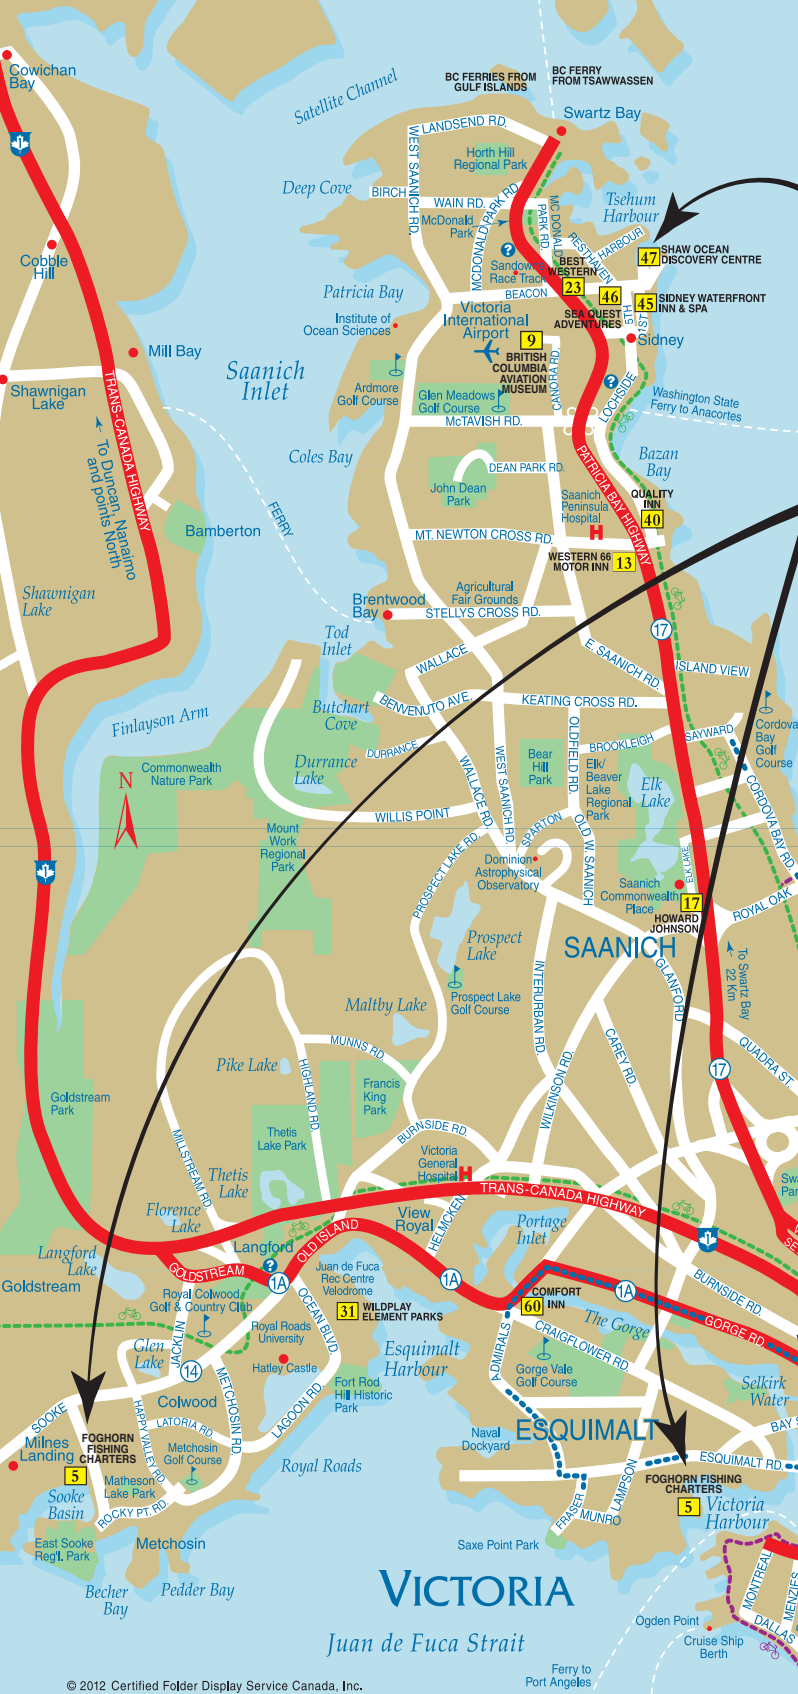 Cowichan
Bay
Satellite Channel
BC FERRIES FROM
GULF ISLANDS
BC FERRY
FROM TSAWWASSEN
Swartz Bay
LANDSEND RD.
WEST SAANICH RD.
Horth Hill
Regional Park
Deep Cove
BIRCH
WAIN RD.
McDonald
Park
MCDONALD PARK RD.
MC DONALD
PARK RD.
RESTHAVEN
HARBOUR
Tsehum
Harbour
47
SHAW OCEAN
DISCOVERY CENTRE
Cobble
Hill
?
Sandown
Race Track
BEST
WESTERN
23
46
45
SIDNEY WATERFRONT
INN & SPA
BEACON
SEA QUEST
ADVENTURES
5TH
1ST
Patricia Bay
Institute of
Ocean Sciences
Victoria
International
Airport
9
BRITISH
COLUMBIA
AVIATION
MUSEUM
CANORA RD.
Sidney
Mill Bay
Saanich
Inlet
Shawnigan
Lake
TRANS-CANADA HIGHWAY
To Duncan, Nanaimo
and points North
Ardmore
Golf Course
Glen Meadows
Golf Course
?
LOCHSIDE
Washington State
Ferry to Anacortes
McTAVISH RD.
Coles Bay
Bazan
Bay
DEAN PARK RD.
John Dean
Park
PATRICIA BAY HIGHWAY
Saanich
Peninsula
Hospital
H
QUALITY
INN
40
FERRY
Bamberton
MT. NEWTON CROSS RD.
WESTERN 66
MOTOR INN
13
Shawnigan
Lake
Brentwood
Bay
Agricultural
Fair Grounds
STELLYS CROSS RD.
17
Tod
Inlet
WALLACE
E. SAANICH RD.
ISLAND VIEW
Finlayson Arm
Butchart
Cove
BENVENUTO AVE.
KEATING CROSS RD.
Cordova
Bay
Golf
Course
DURRANCE
OLDFIELD RD.
BROOKLEIGH
SAYWARD
N
Commonwealth
Nature Park
Durrance
Lake
WALLACE RD.
WEST SAANICH RD.
Bear
Hill
Park
Elk/
Beaver
Lake
Regional
Park
Elk
Lake
CORDOVA BAY RD.
WILLIS POINT
Mount
Work
Regional
Park
PROSPECT LAKE RD.
SPARTON
OLD W. SAANICH
Dominion
Astrophysical
Observatory
ELK LAKE
Saanich
Commonwealth
Place
17
HOWARD
JOHNSON
ROYAL OAK
Prospect
Lake
SAANICH
GLANFORD
To Swartz Bay
22 Km
Prospect Lake
Golf Course
Maltby Lake
INTERURBAN RD.
WILKINSON RD.
CAREY RD.
QUADRA ST.
17
MUNNS RD.
Pike Lake
HIGHLAND RD.
Francis
King
Park
Goldstream
Park
MILLSTREAM RD.
Thetis
Lake Park
BURNSIDE RD.
Victoria
General
Hospital
H
Thetis
Lake
TRANS-CANADA HIGHWAY
Florence
Lake
View
Royal
HELMCKEN
Portage
Inlet
Langford
Lake
Goldstream
Langford
?
GOLDSTREAM
1A
OLD ISLAND
Juan de Fuca
Rec Centre
Velodrome
1A
1A
BURNSIDE RD.
Royal Colwood
Golf & Country Club
OCEAN BLVD.
31
WILDPLAY
ELEMENT PARKS
60
COMFORT
INN
The Gorge
GORGE RD.
Glen
Lake
JACKLIN
Royal Roads
University
Hatley Castle
Esquimalt
Harbour
ADMIRALS
CRAIGFLOWER RD.
Gorge Vale
Golf Course
14
METCHOSIN RD.
Fort Rod
Hill Historic
Park
Selkirk
Water
SOOKE
Colwood
LAGOON RD.
HAPPY VALLEY RD.
LATORIA RD.
Milnes
Landing
FOGHORN
FISHING
CHARTERS
5
Metchosin
Golf Course
Naval
Dockyard
ESQUIMALT
BAY S
ESQUIMALT RD.
Royal Roads
Sooke
Basin
Matheson
Lake Park
ROCKY PT. RD.
FRASER
MUNRO
LAMPSON
FOGHORN FISHING
CHARTERS
5
Victoria
Harbour
East Sooke
Reg'l. Park
Metchosin
Saxe Point Park
MONTREAL
MENZIES
DALLAS
Becher
Bay
Pedder Bay
VICTORIA
Ogden Point
Cruise Ship
Berth
Juan de Fuca Strait
Ferry to
Port Angeles
© 2012 Certified Folder Display Service Canada, Inc.